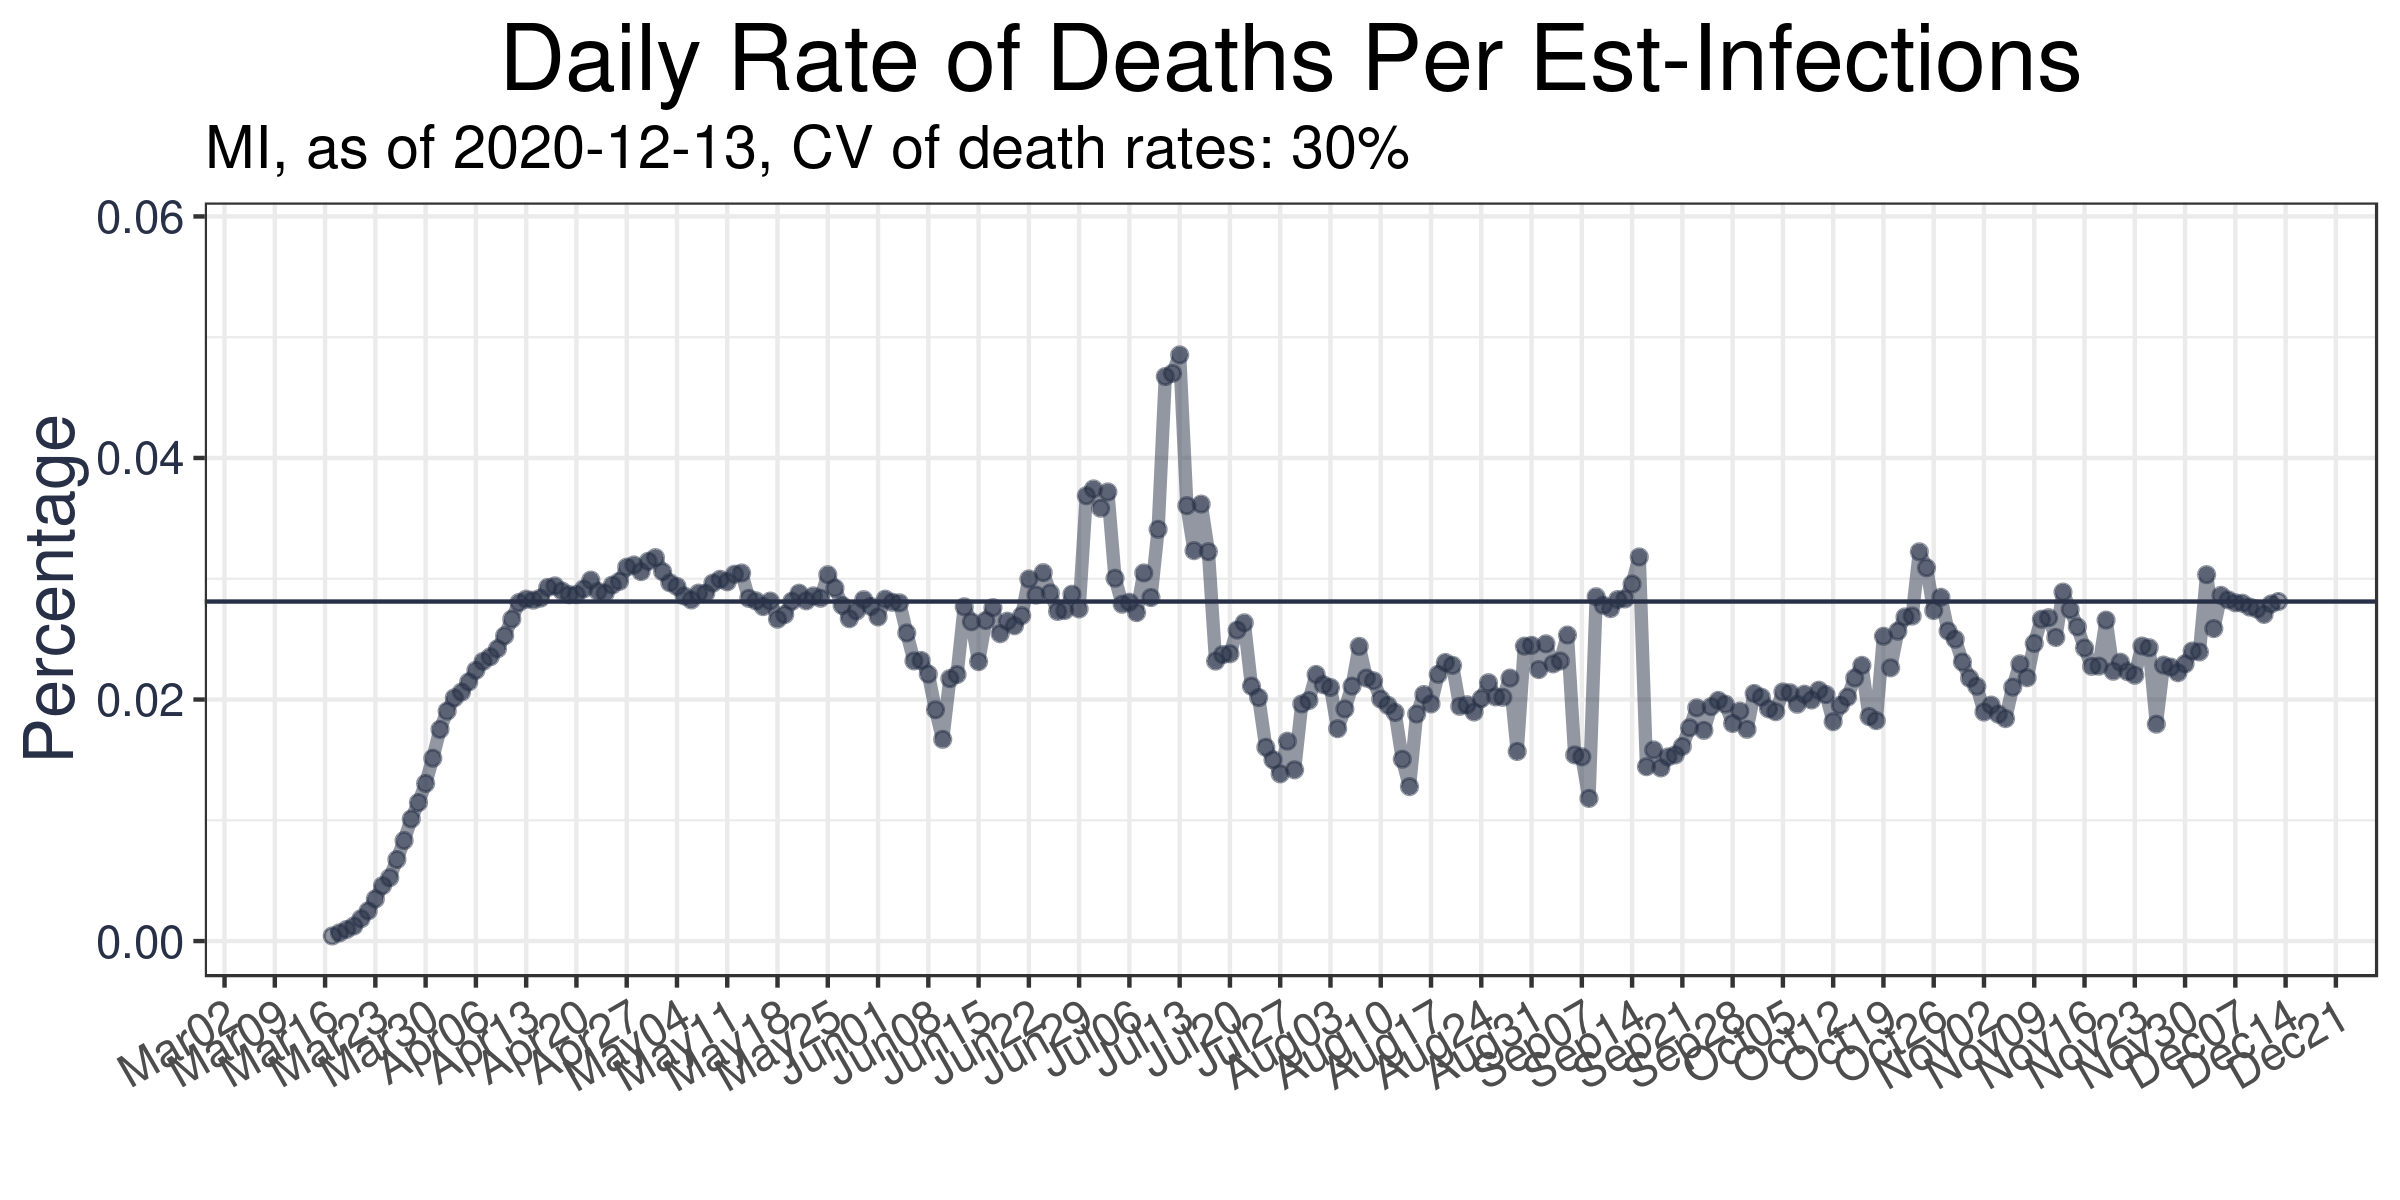 Daily Rate of Deaths Per Est-Infections
MI, as of 2020-12-13, CV of death rates: 30%
Percentage
0.06
0.04
0.02
0.00
Mar02
Mar09
Mar16
Mar23
Mar30
Apr06
Apr13
Apr20
Apr27
May04
May11
May18
May25
Jun01
Jun08
Jun15
Jun22
Jun29
Jul06
Jul13
Jul20
Jul27
Aug03
Aug10
Aug17
Aug24
Aug31
Sep07
Sep14
Sep21
Sep28
Oct05
Oct12
Oct19
Oct26
Nov02
Nov09
Nov16
Nov23
Nov30
Dec07
Dec14
Dec21